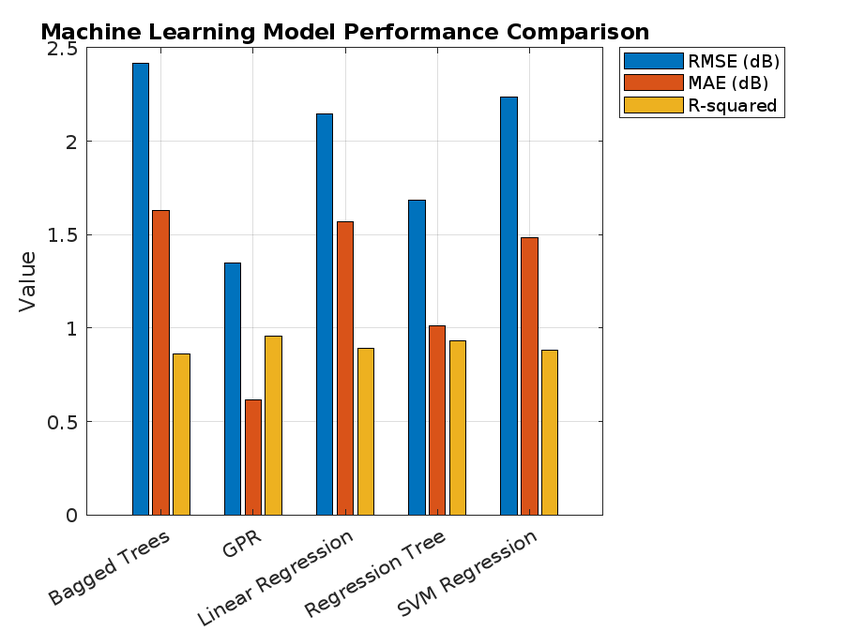 Machine Learning Model Performance Comparison
RMSE (dB)
MAE (dB)
R-squared
Value
2.5
2
1.5
1
0.5
0
Bagged Trees
GPR
Linear Regression
Regression Tree
SVM Regression